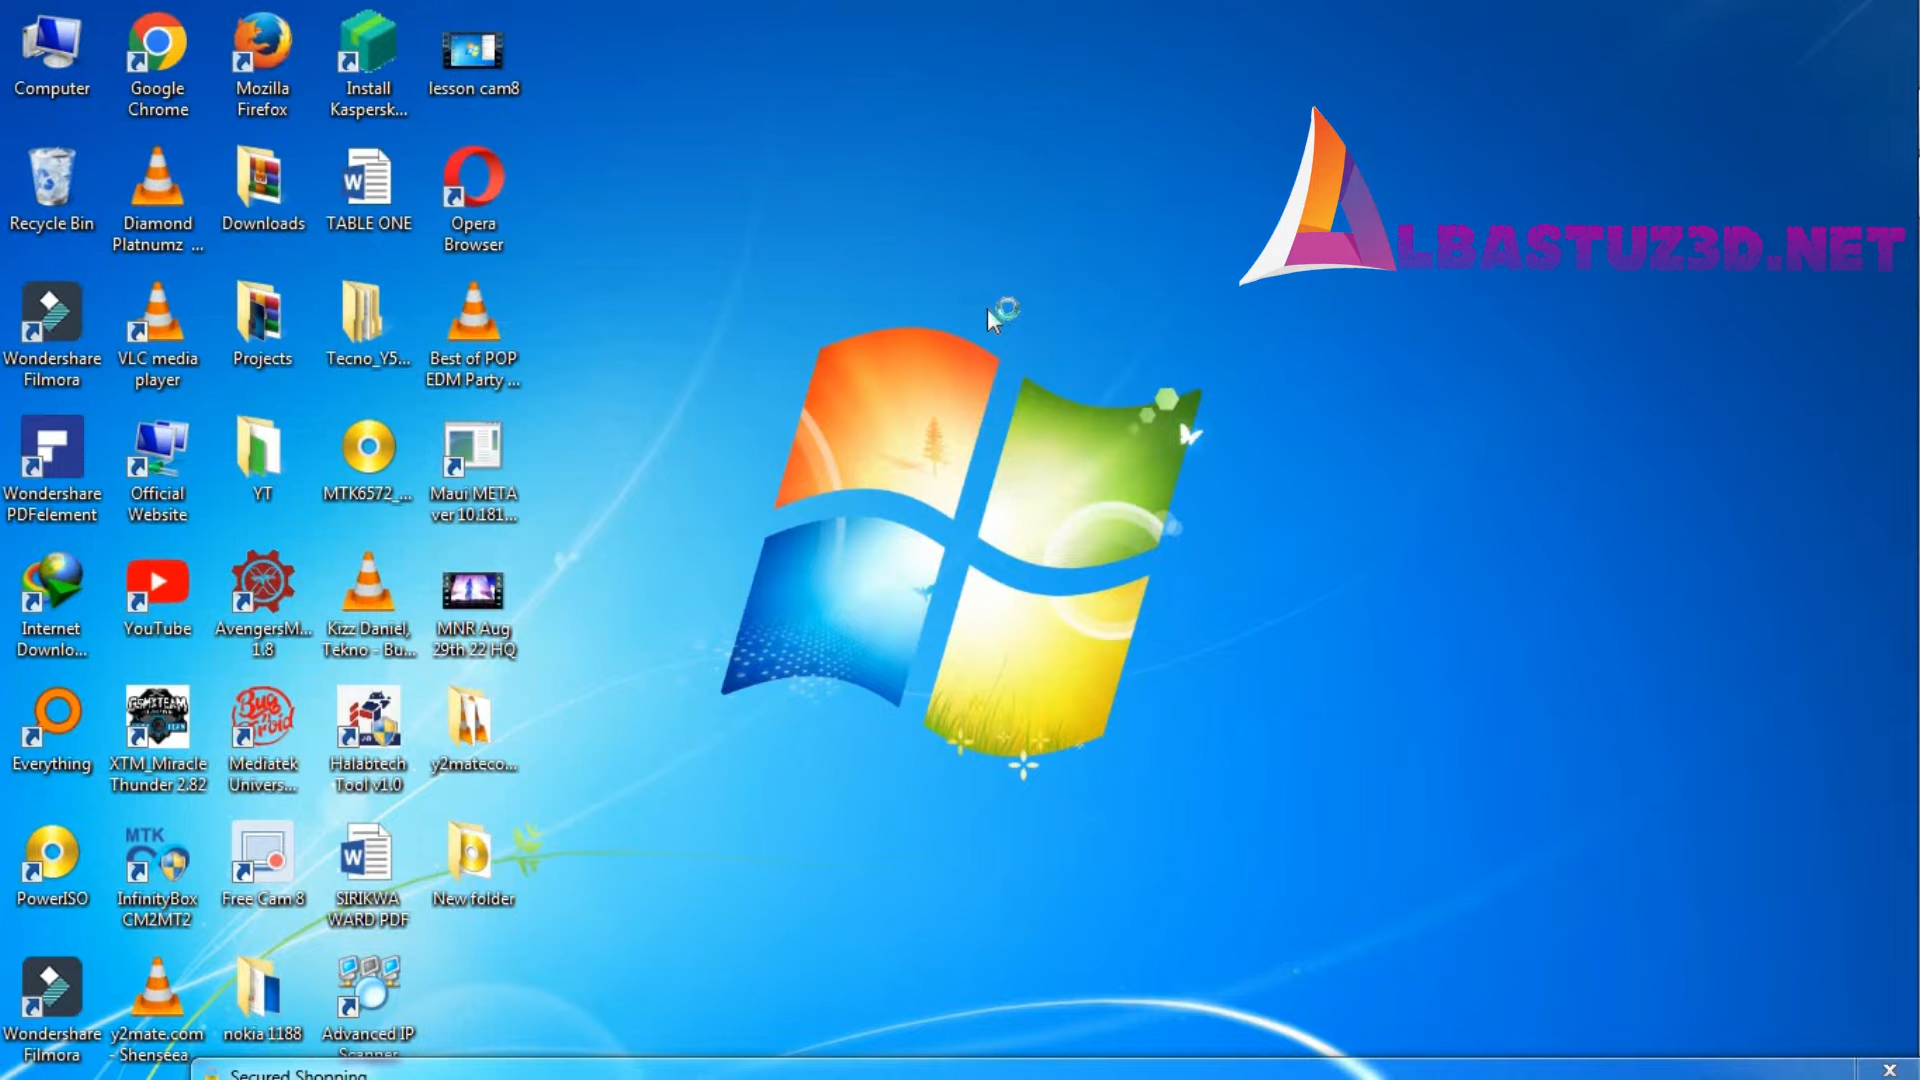 Computer
Google
Chrome
Mozilla
Firefox
Install
Kaspersk...
lesson cam8
LBASTUZ3D.NET
Recycle Bin
Diamond
Platnumz ...
Downloads
W
TABLE ONE
Opera
Browser
Wondershare
Filmora
VLC media
player
Projects
Tecno_Y5...
Best of POP
EDM Party ...
Wondershare
PDFelement
Official
Website
YT
MTK6572_...
Maui META
ver 10.181...
Internet
Downlo...
YouTube
AvengersM...
1.8
Kizz Daniel,
Tekno - Bu...
MNR Aug
29th 22 HQ
Everything
XTM_Miracle
Thunder 2.82
Mediatek
Univers...
Halabtech
Tool v1.0
y2mateco...
PowerISO
MTK
InfinityBox
CM2MT2
Free Cam 8
W
SIRIKWA
WARD PDF
New folder
Wondershare
Filmora
y2mate.com
- Shenseea
nokia 1188
Advanced IP
Scanner
Secured Shopping
X